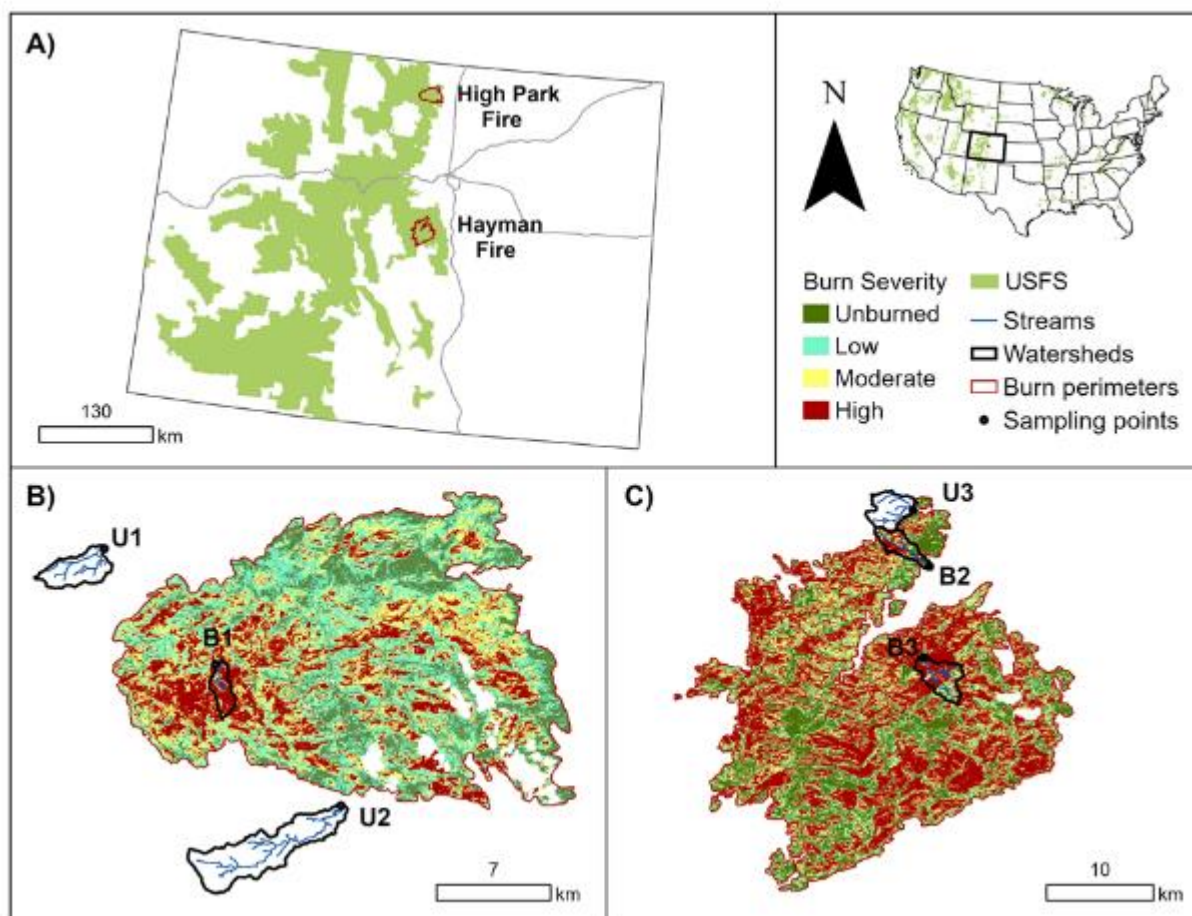 A)
High Park
Fire
Hayman
Fire
130
km
N
Burn Severity
Unburned
Low
Moderate
High
USFS
Streams
Watersheds
Burn perimeters
Sampling points
B)
U1
B1
U2
7
km
C)
U3
B2
B3
10
km